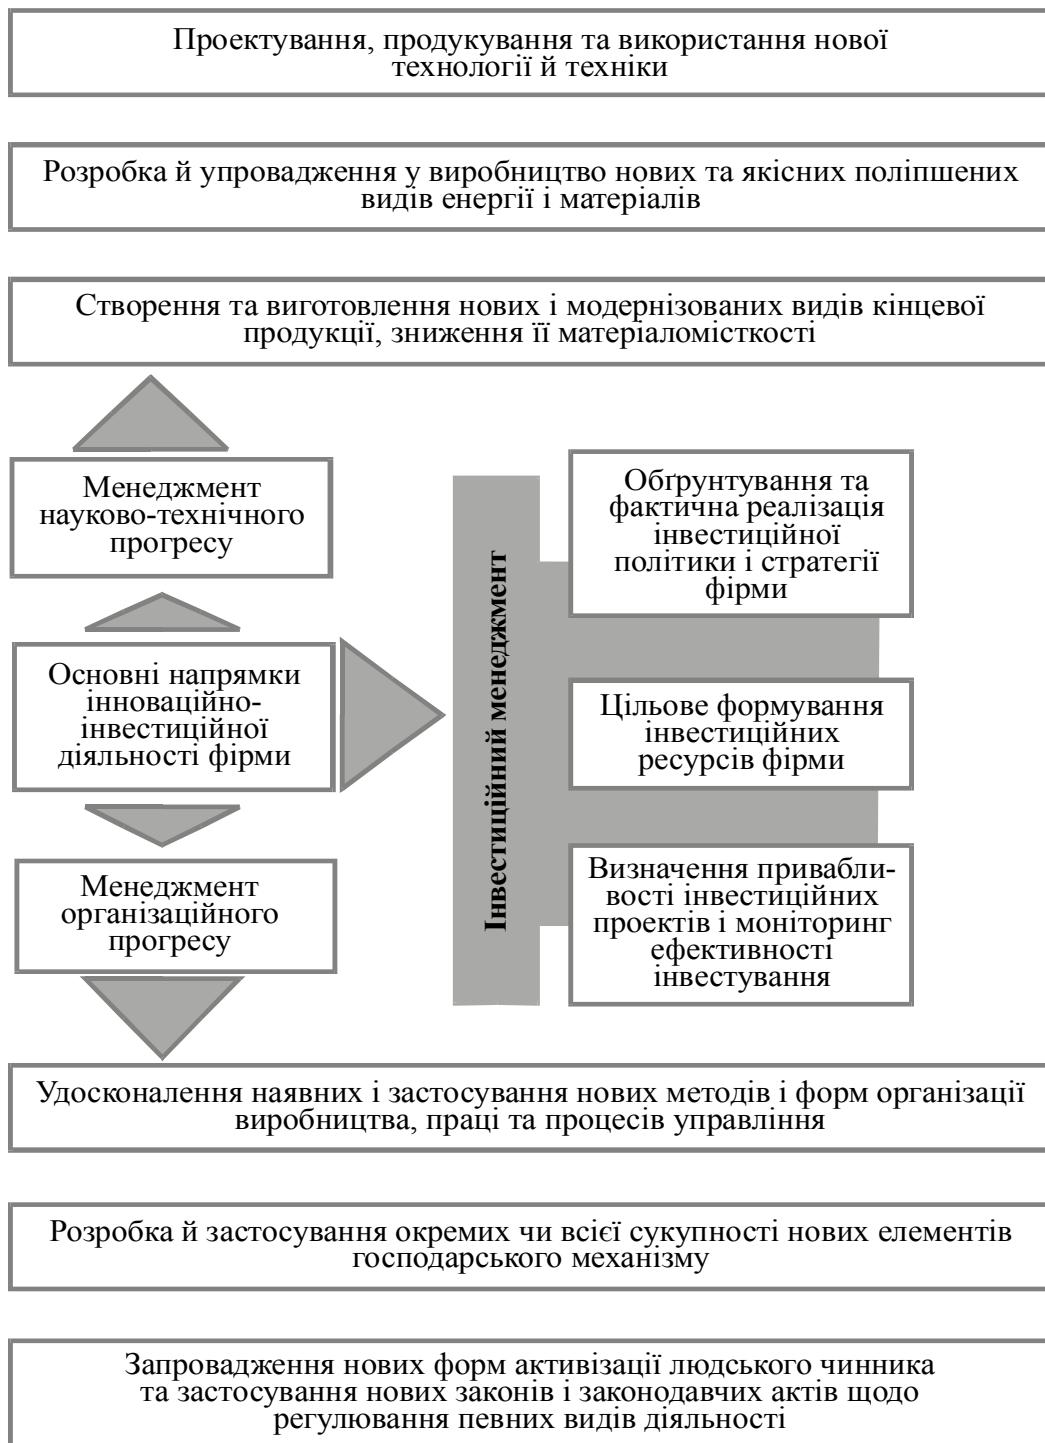 Проектування, продукування та використання нової
технології й техніки
Розробка й упровадження у виробництво нових та якісних поліпшених
видів енергії і матеріалів
Створення та виготовлення нових і модернізованих видів кінцевої
продукції, зниження її матеріаломісткості
Менеджмент
науково-технічного
прогресу
Основні напрямки
інноваційно-
інвестиційної
діяльності фірми
Менеджмент
організаційного
прогресу
Інвестиційний менеджмент
Обґрунтування та
фактична реалізація
інвестиційної
політики і стратегії
фірми
Цільове формування
інвестиційних
ресурсів фірми
Визначення привабли-
вості інвестиційних
проектів і моніторинг
ефективності
інвестування
Удосконалення наявних і застосування нових методів і форм організації
виробництва, праці та процесів управління
Розробка й застосування окремих чи всієї сукупності нових елементів
господарського механізму
Запровадження нових форм активізації людського чинника
та застосування нових законів і законодавчих актів щодо
регулювання певних видів діяльності